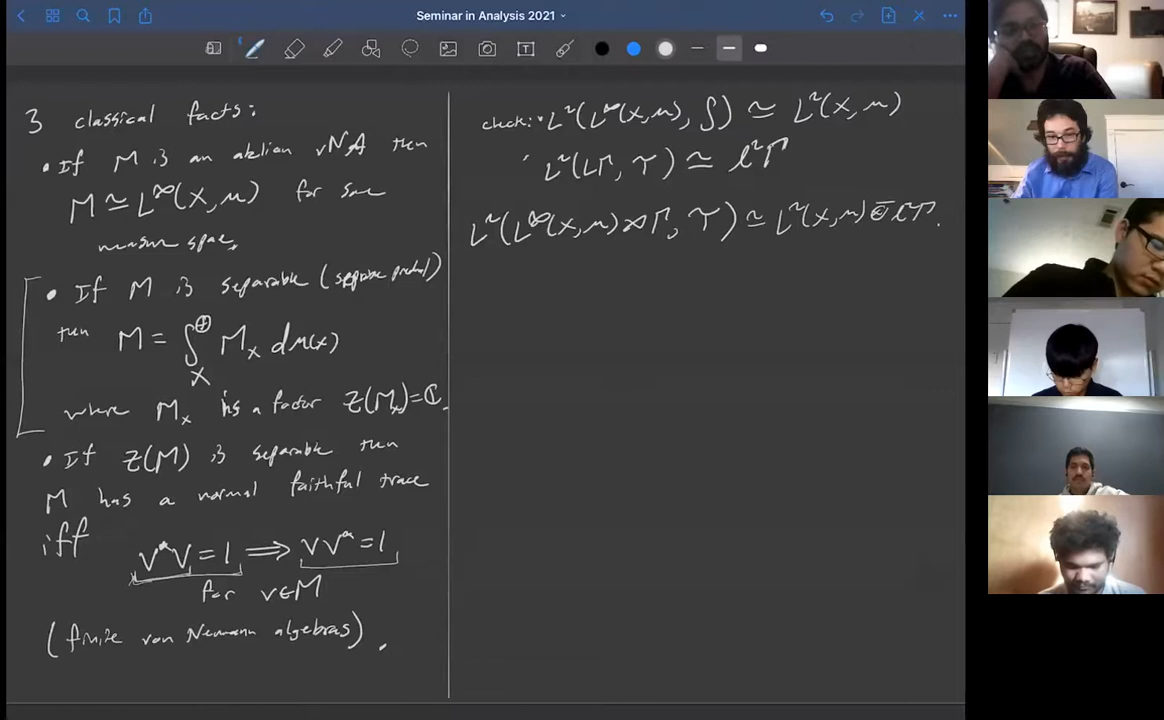 Seminar in Analysis 2021
3 classical facts:
• If M is an abelian vNA then
M ≃ L^∞(X, μ) for some
measure space.
• If M is separable (separable predual)
then M = ∫_X^⊕ M_x dμ(x)
where M_x is a factor Z(M_x) = ℂ.
• If Z(M) is separable then
M has a normal faithful trace
iff
v*v = 1 ⟹ vv* = 1
for v ∈ M
(finite von Neumann algebras).
check: • L²(L^∞(X, μ), ∫) ≃ L²(X, μ)
• L²(LΓ, τ) ≃ ℓ²Γ
L²(L^∞(X, μ) ⋊ Γ, τ) ≃ L²(X, μ) ⊗̄ ℓ²Γ.